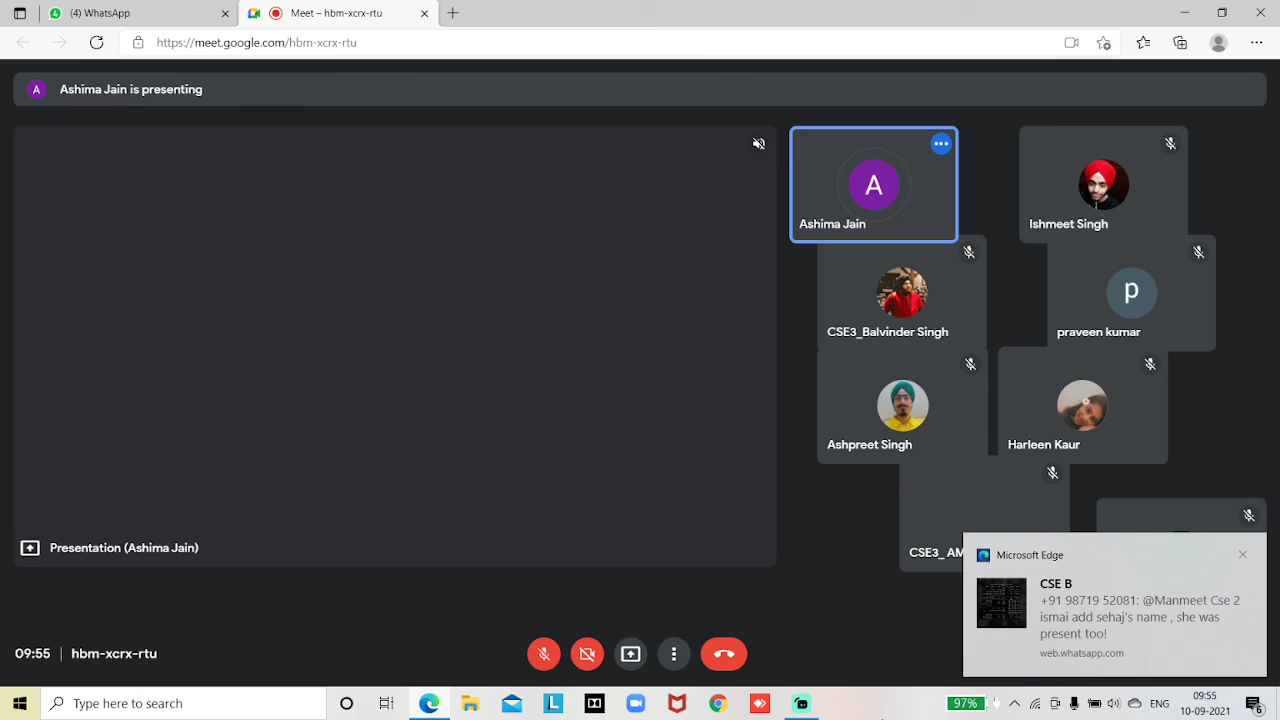 (4) WhatsApp
Meet – hbm-xcrx-rtu
https://meet.google.com/hbm-xcrx-rtu
A
Ashima Jain is presenting
A
Ashima Jain
Ishmeet Singh
CSE3_Balvinder Singh
p
praveen kumar
Ashpreet Singh
Harleen Kaur
CSE3_ AM
Presentation (Ashima Jain)
Microsoft Edge
CSE B
+91 98719 52081: @Manmeet Cse 2
ismai add sehaj's name , she was
present too!
web.whatsapp.com
09:55 | hbm-xcrx-rtu
Type here to search
L
97%
ENG
09:55
10-09-2021
6